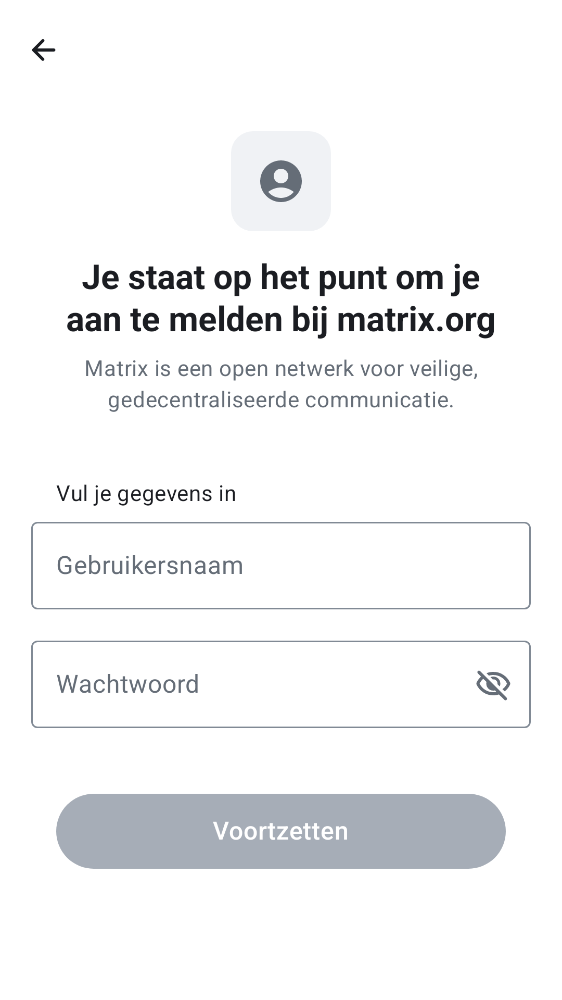 Je staat op het punt om je
aan te melden bij matrix.org
Matrix is een open netwerk voor veilige,
gedecentraliseerde communicatie.
Vul je gegevens in
Gebruikersnaam
Wachtwoord
Voortzetten